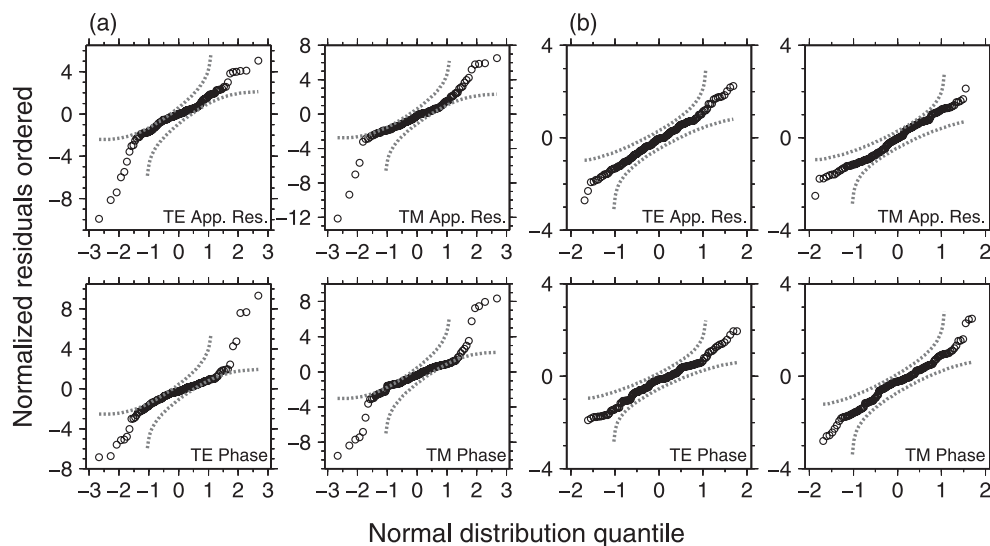 (a) (b)
Normalized residuals ordered
4 0 −4 −8
TE App. Res.
−3 −2 −1 0 1 2 3
12 8 4 0 −4 −8 −12
TM App. Res.
−3 −2 −1 0 1 2 3
4 0 −4
TE App. Res.
−2 −1 0 1 2
4 0 −4
TM App. Res.
−2 −1 0 1 2
8 4 0 −4 −8
TE Phase
−3 −2 −1 0 1 2 3
8 4 0 −4 −8
TM Phase
−3 −2 −1 0 1 2 3
4 0 −4
TE Phase
−2 −1 0 1 2
4 0 −4
TM Phase
−2 −1 0 1 2
Normal distribution quantile